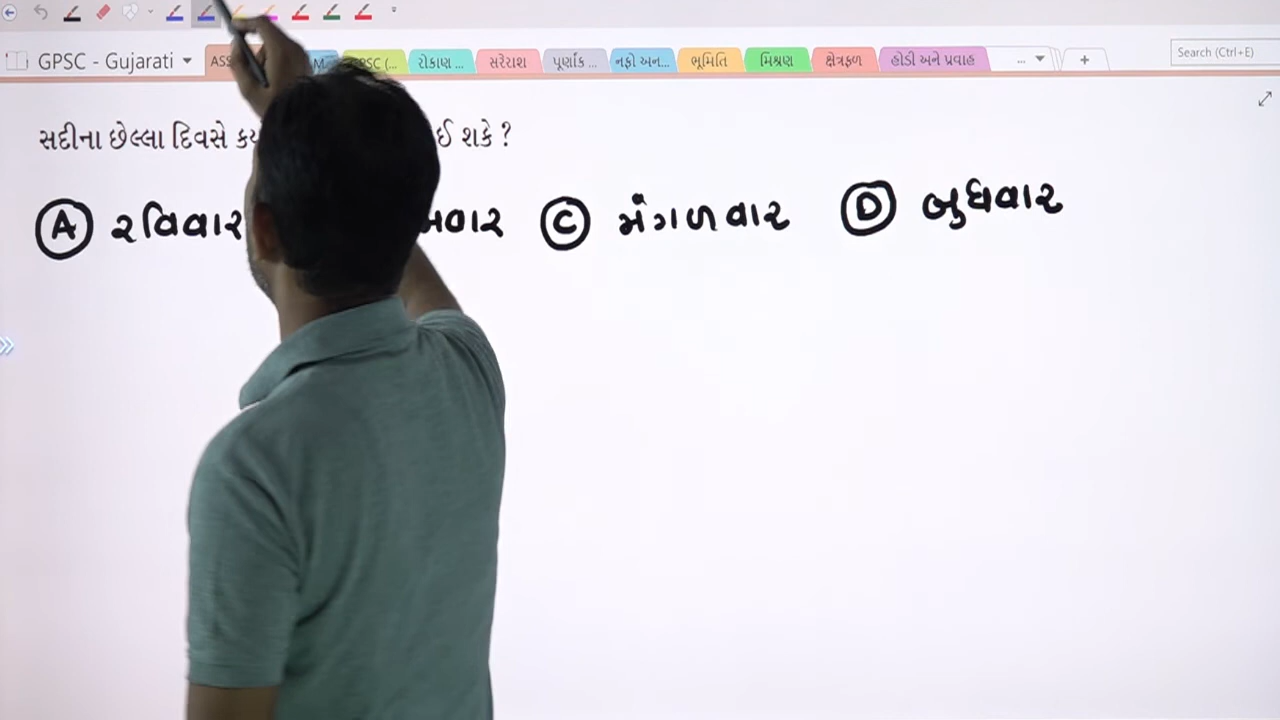 GPSC - Gujarati રોકાણ ... સરેરાશ પૂર્ણાંક ... નફો અન... ભૂમિતિ મિશ્રણ ક્ષેત્રફળ હોડી અને પ્રવાહ ... + Search (Ctrl+E)
સદીના છેલ્લા દિવસે શકે ?
A રવિવાર C મંગળવાર D બુધવાર